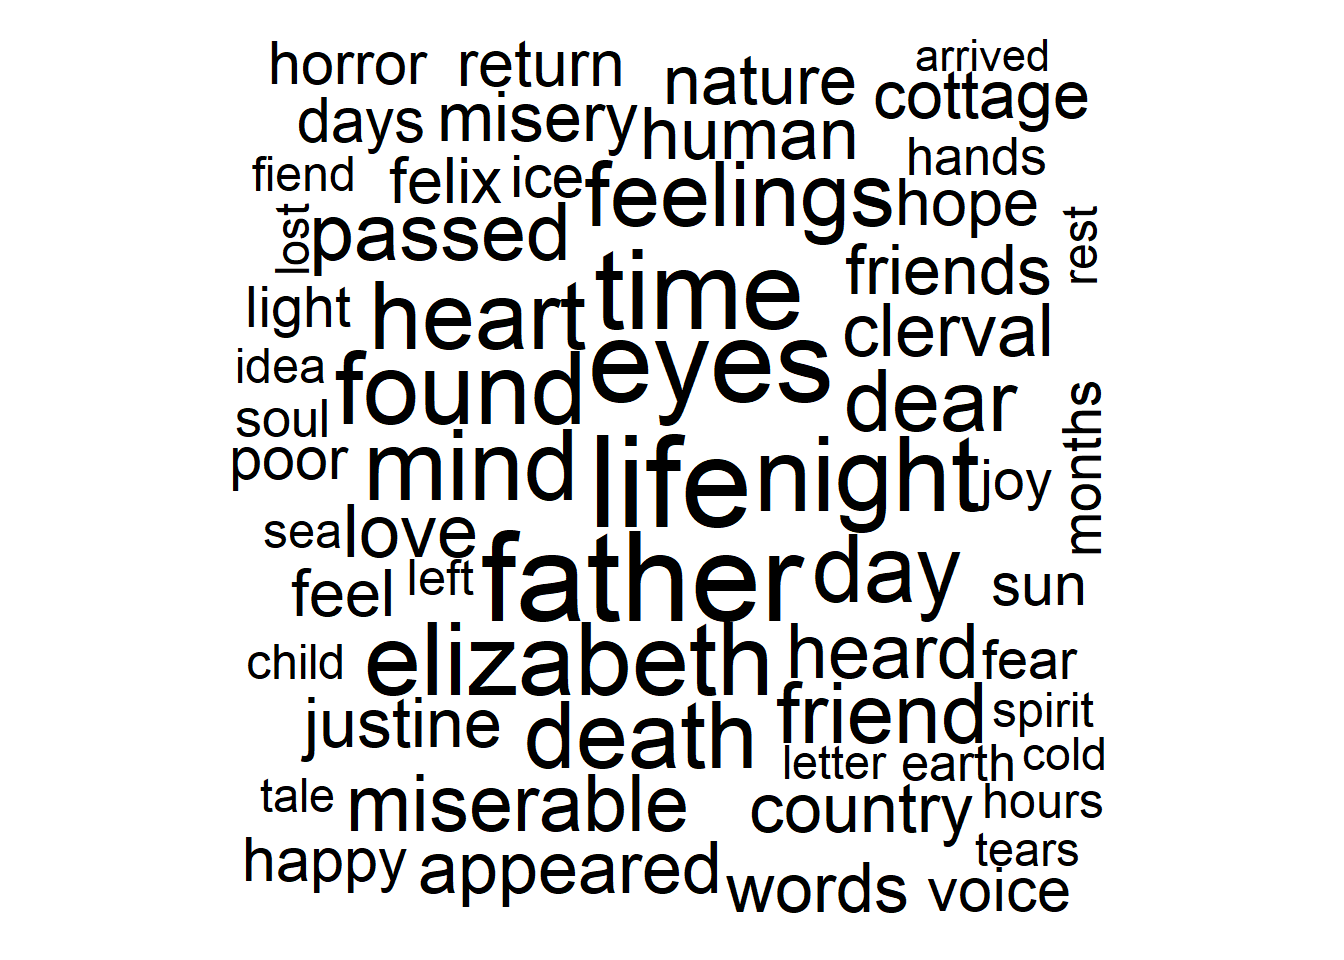 horror return nature arrived
days misery human cottage
fiend felix ice feelings hands
lost passed hope rest
light heart time friends
idea found eyes clerval
soul dear
poor mind life night joy months
sea love father day
feel left sun
child elizabeth heard fear
justine death friend spirit
letter earth cold
tale miserable country hours
happy appeared words voice tears